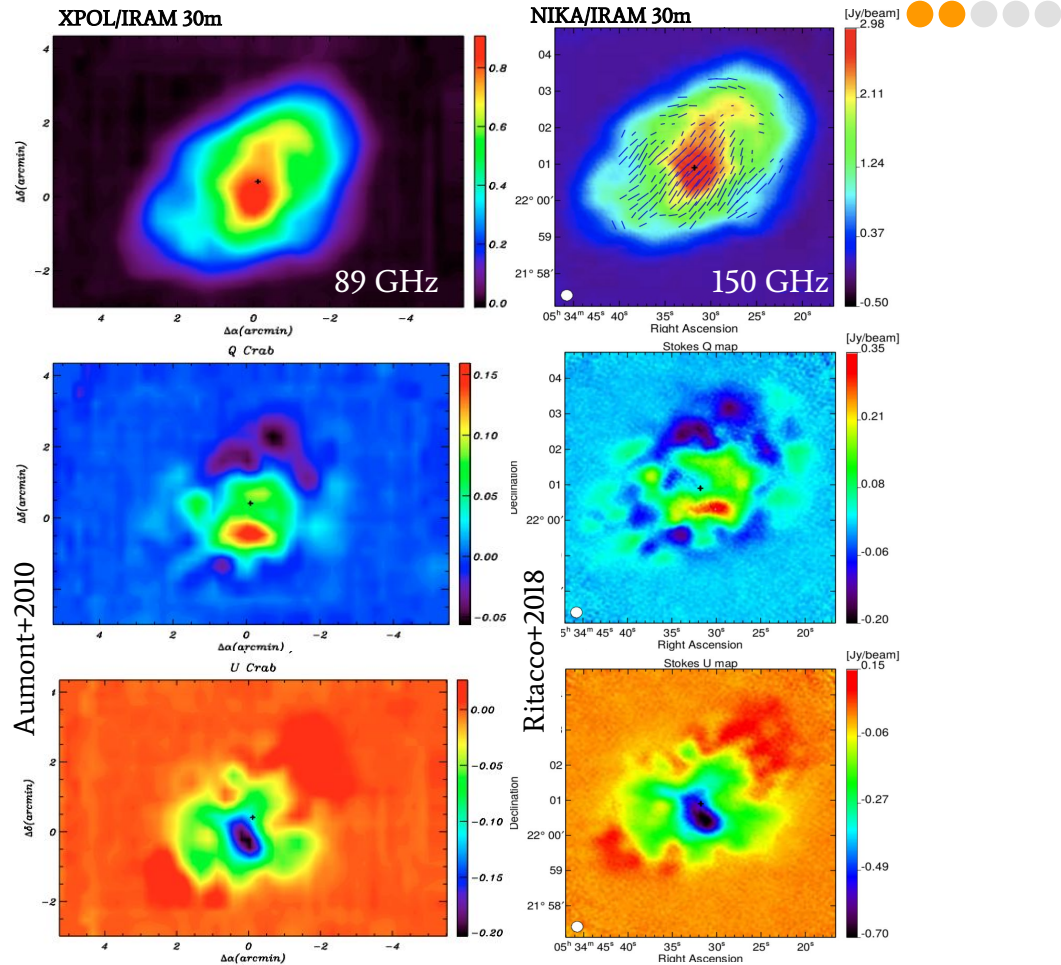 XPOL/IRAM 30m
NIKA/IRAM 30m
[Jy/beam]
2.98
2.11
1.24
0.37
-0.50
4
2
0
−2
Δδ(arcmin)
89 GHz
0.8
0.6
0.4
0.2
0.0
4 2 0 −2 −4
Δα(arcmin)
04
03
02
01
22° 00′
59
21° 58′
150 GHz
05h 34m 45s 40s 35s 30s 25s 20s
Right Ascension
Q Crab
4
2
0
Δδ(arcmin)
0.15
0.10
0.05
0.00
−0.05
4 2 0 −2 −4
Δα(arcmin)
Stokes Q map
[Jy/beam]
0.35
0.21
0.08
-0.06
-0.20
04
03
02
01
22° 00′
Declination
5h 34m 45s 40s 35s 30s 25s 20s
Right Ascension
Aumont+2010
Ritacco+2018
U Crab
4
2
0
−2
Δδ(arcmin)
0.00
−0.05
−0.10
−0.15
−0.20
4 2 0 −2 −4
Δα(arcmin)
Stokes U map
[Jy/beam]
0.15
-0.06
-0.27
-0.49
-0.70
02
01
22° 00′
59
21° 58′
Declination
05h 34m 45s 40s 35s 30s 25s 20s
Right Ascension